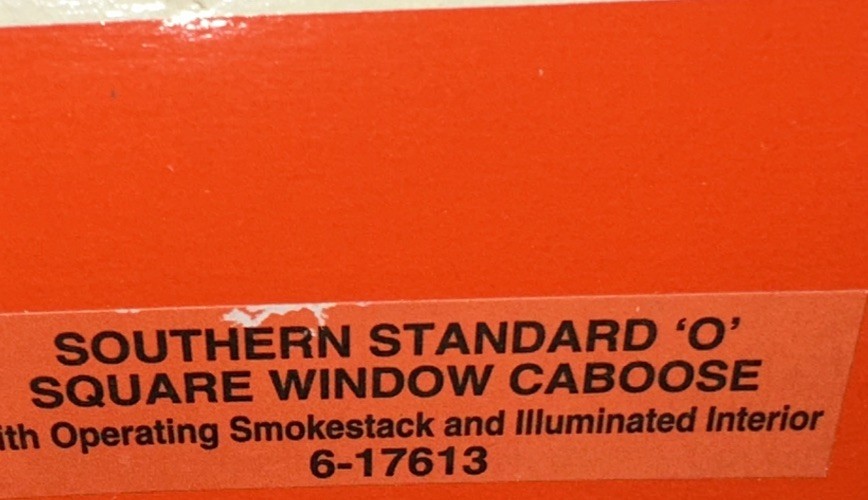 SOUTHERN STANDARD ‘O’
SQUARE WINDOW CABOOSE
ith Operating Smokestack and Illuminated Interior
6-17613